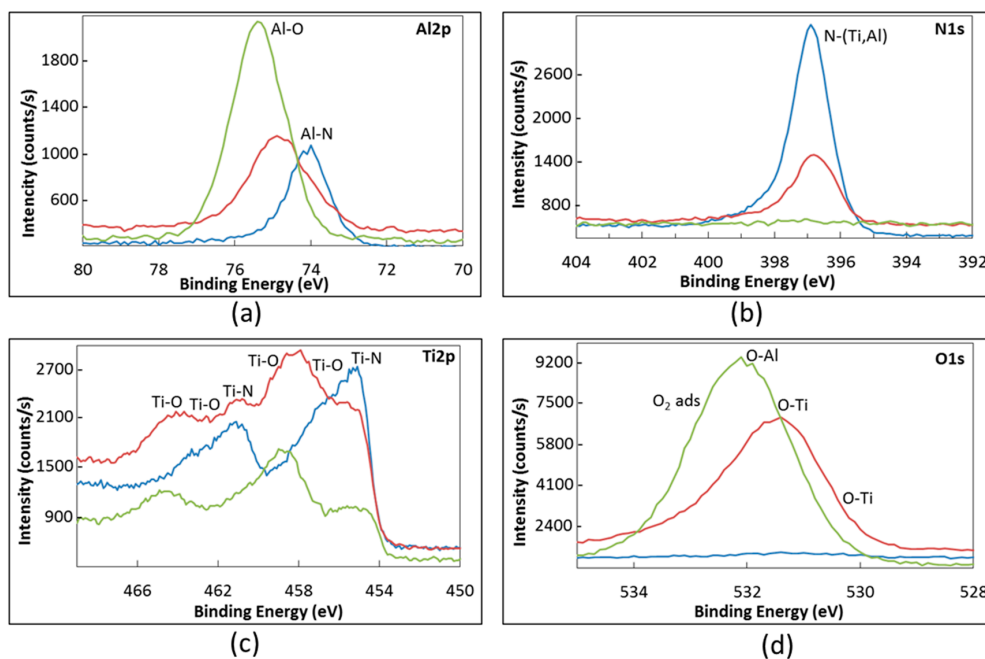 Al2p
Al-O
Al-N
Intencity (counts/s)
1800
1400
1000
600
80 78 76 74 72 70
Binding Energy (eV)
(a)
N1s
N-(Ti,Al)
Intensity (counts/s)
2600
2000
1400
800
404 402 400 398 396 394 392
Binding Energy (eV)
(b)
Ti2p
Ti-O Ti-O Ti-N Ti-O Ti-O Ti-N
Intensity (counts/s)
2700
2100
1500
900
466 462 458 454 450
Binding Energy (eV)
(c)
O1s
O-Al
O₂ ads
O-Ti
O-Ti
Intensity (counts/s)
9200
7500
5800
4100
2400
534 532 530 528
Binding Energy (eV)
(d)